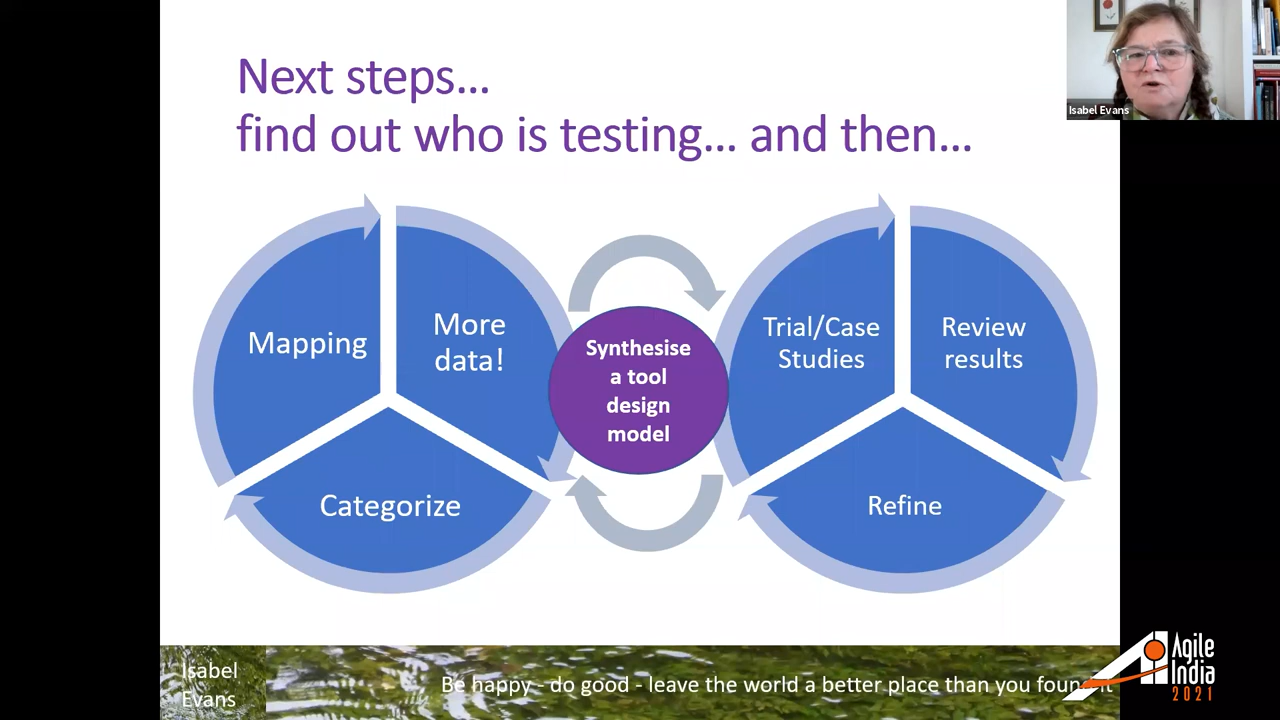 Next steps...
find out who is testing... and then...
Isabel Evans
Mapping
More
data!
Categorize
Synthesise
a tool
design
model
Trial/Case
Studies
Review
results
Refine
Isabel
Evans
Be happy - do good - leave the world a better place than you found it
Agile
India
2021